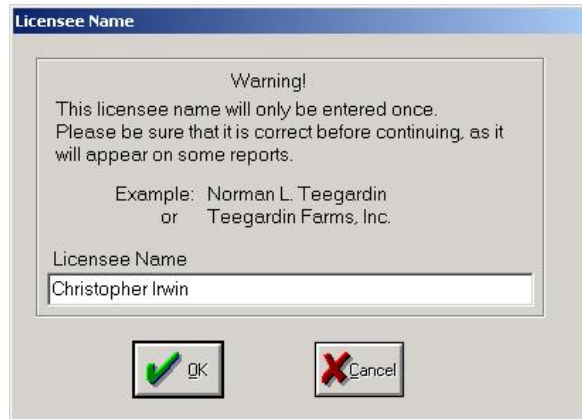 Licensee Name
Warning!
This licensee name will only be entered once.
Please be sure that it is correct before continuing, as it
will appear on some reports.
Example: Norman L. Teegardin
or Teegardin Farms, Inc.
Licensee Name
Christopher Irwin
OK Cancel